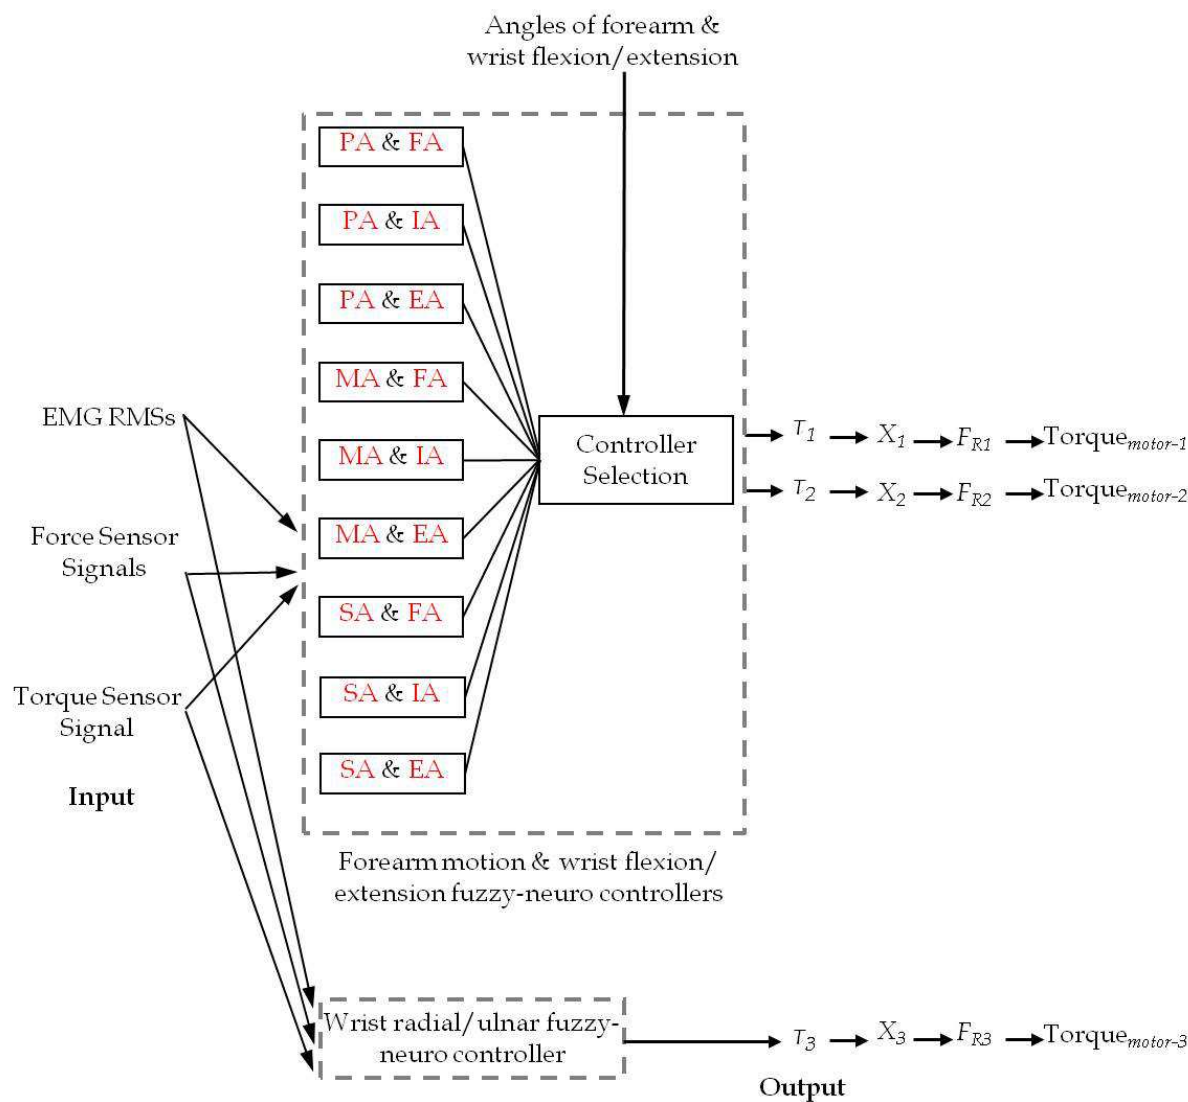 Angles of forearm &
wrist flexion/extension
PA & FA
PA & IA
PA & EA
MA & FA
MA & IA
MA & EA
SA & FA
SA & IA
SA & EA
EMG RMSs
Force Sensor
Signals
Torque Sensor
Signal
Input
Controller
Selection
τ1 X1 FR1 Torquemotor-1
τ2 X2 FR2 Torquemotor-2
Forearm motion & wrist flexion/
extension fuzzy-neuro controllers
Wrist radial/ulnar fuzzy-
neuro controller
τ3 X3 FR3 Torquemotor-3
Output